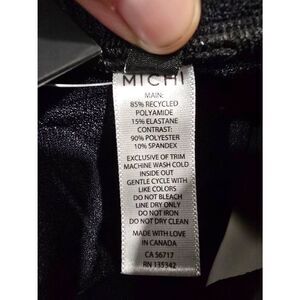 MICHI
MAIN:
85% RECYCLED
POLYAMIDE
15% ELASTANE
CONTRAST:
90% POLYESTER
10% SPANDEX
EXCLUSIVE OF TRIM
MACHINE WASH COLD
INSIDE OUT
GENTLE CYCLE WITH
LIKE COLORS
DO NOT BLEACH
LINE DRY ONLY
DO NOT IRON
DO NOT DRY CLEAN
MADE WITH LOVE
IN CANADA
CA 56717
RN 135342